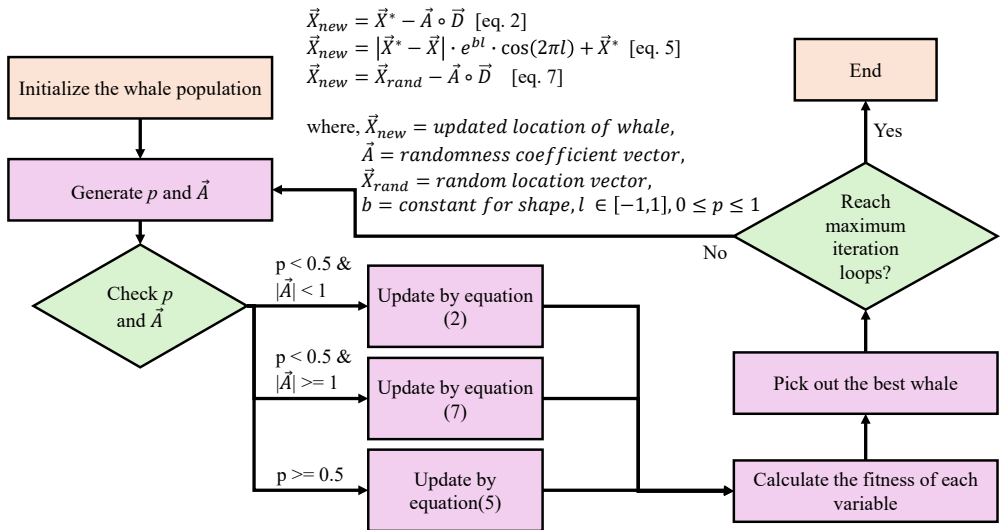 X⃗new = X⃗* − A⃗ ∘ D⃗ [eq. 2]
X⃗new = |X⃗* − X⃗| · e^bl · cos(2πl) + X⃗* [eq. 5]
X⃗new = X⃗rand − A⃗ ∘ D⃗ [eq. 7]
where, X⃗new = updated location of whale,
A⃗ = randomness coefficient vector,
X⃗rand = random location vector,
b = constant for shape, l ∈ [−1,1], 0 ≤ p ≤ 1
Initialize the whale population
Generate p and A⃗
Check p
and A⃗
p < 0.5 &
|A⃗| < 1
Update by equation
(2)
p < 0.5 &
|A⃗| >= 1
Update by equation
(7)
p >= 0.5
Update by
equation(5)
Calculate the fitness of each
variable
Pick out the best whale
Reach
maximum
iteration
loops?
No
Yes
End